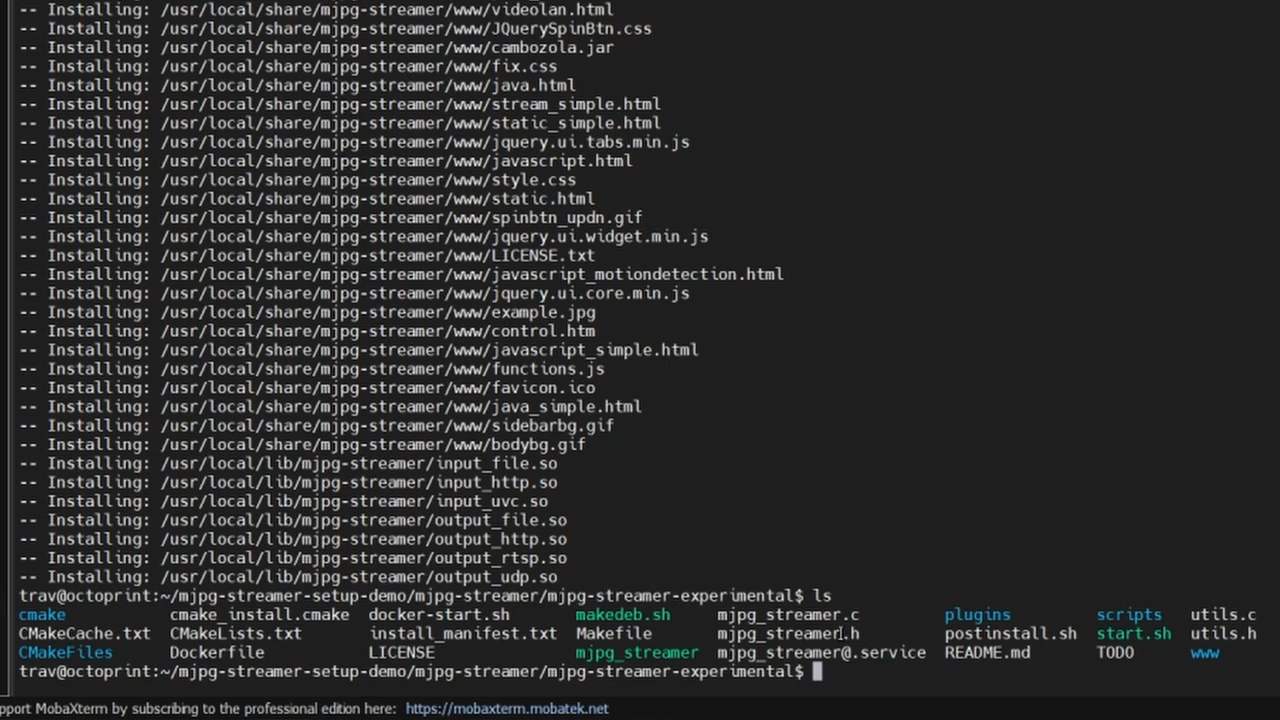 -- Installing: /usr/local/share/mjpg-streamer/www/videolan.html
-- Installing: /usr/local/share/mjpg-streamer/www/JQuerySpinBtn.css
-- Installing: /usr/local/share/mjpg-streamer/www/cambozola.jar
-- Installing: /usr/local/share/mjpg-streamer/www/fix.css
-- Installing: /usr/local/share/mjpg-streamer/www/java.html
-- Installing: /usr/local/share/mjpg-streamer/www/stream_simple.html
-- Installing: /usr/local/share/mjpg-streamer/www/static_simple.html
-- Installing: /usr/local/share/mjpg-streamer/www/jquery.ui.tabs.min.js
-- Installing: /usr/local/share/mjpg-streamer/www/javascript.html
-- Installing: /usr/local/share/mjpg-streamer/www/style.css
-- Installing: /usr/local/share/mjpg-streamer/www/static.html
-- Installing: /usr/local/share/mjpg-streamer/www/spinbtn_updn.gif
-- Installing: /usr/local/share/mjpg-streamer/www/jquery.ui.widget.min.js
-- Installing: /usr/local/share/mjpg-streamer/www/LICENSE.txt
-- Installing: /usr/local/share/mjpg-streamer/www/javascript_motiondetection.html
-- Installing: /usr/local/share/mjpg-streamer/www/jquery.ui.core.min.js
-- Installing: /usr/local/share/mjpg-streamer/www/example.jpg
-- Installing: /usr/local/share/mjpg-streamer/www/control.htm
-- Installing: /usr/local/share/mjpg-streamer/www/javascript_simple.html
-- Installing: /usr/local/share/mjpg-streamer/www/functions.js
-- Installing: /usr/local/share/mjpg-streamer/www/favicon.ico
-- Installing: /usr/local/share/mjpg-streamer/www/java_simple.html
-- Installing: /usr/local/share/mjpg-streamer/www/sidebarbg.gif
-- Installing: /usr/local/share/mjpg-streamer/www/bodybg.gif
-- Installing: /usr/local/lib/mjpg-streamer/input_file.so
-- Installing: /usr/local/lib/mjpg-streamer/input_http.so
-- Installing: /usr/local/lib/mjpg-streamer/input_uvc.so
-- Installing: /usr/local/lib/mjpg-streamer/output_file.so
-- Installing: /usr/local/lib/mjpg-streamer/output_http.so
-- Installing: /usr/local/lib/mjpg-streamer/output_rtsp.so
-- Installing: /usr/local/lib/mjpg-streamer/output_udp.so
trav@octoprint:~/mjpg-streamer-setup-demo/mjpg-streamer/mjpg-streamer-experimental$ ls
cmake cmake_install.cmake docker-start.sh makedeb.sh mjpg_streamer.c plugins scripts utils.c
CMakeCache.txt CMakeLists.txt install_manifest.txt Makefile mjpg_streamer.h postinstall.sh start.sh utils.h
CMakeFiles Dockerfile LICENSE mjpg_streamer mjpg_streamer@.service README.md TODO www
trav@octoprint:~/mjpg-streamer-setup-demo/mjpg-streamer/mjpg-streamer-experimental$
pport MobaXterm by subscribing to the professional edition here: https://mobaxterm.mobatek.net